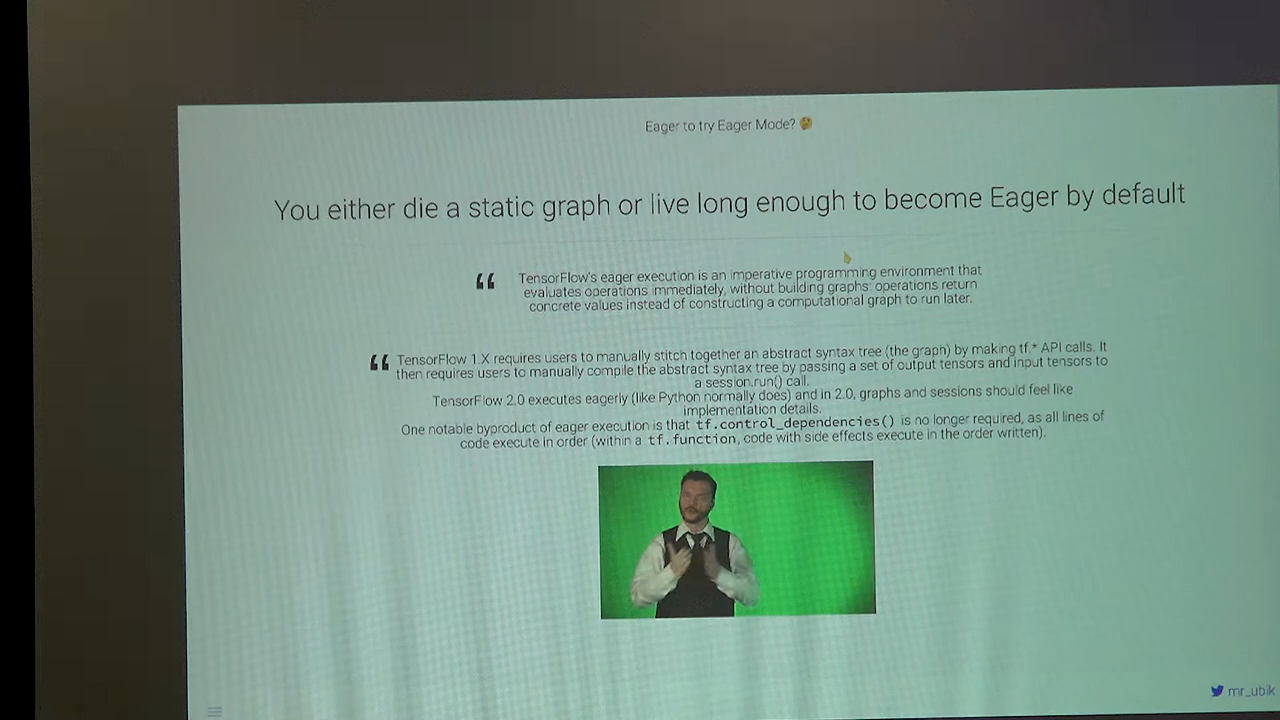 Eager to try Eager Mode? 🤔
You either die a static graph or live long enough to become Eager by default
“ TensorFlow's eager execution is an imperative programming environment that
evaluates operations immediately, without building graphs: operations return
concrete values instead of constructing a computational graph to run later.
“ TensorFlow 1.X requires users to manually stitch together an abstract syntax tree (the graph) by making tf.* API calls. It
then requires users to manually compile the abstract syntax tree by passing a set of output tensors and input tensors to
a session.run() call.
TensorFlow 2.0 executes eagerly (like Python normally does) and in 2.0, graphs and sessions should feel like
implementation details.
One notable byproduct of eager execution is that tf.control_dependencies() is no longer required, as all lines of
code execute in order (within a tf.function, code with side effects execute in the order written).
mr_ubik